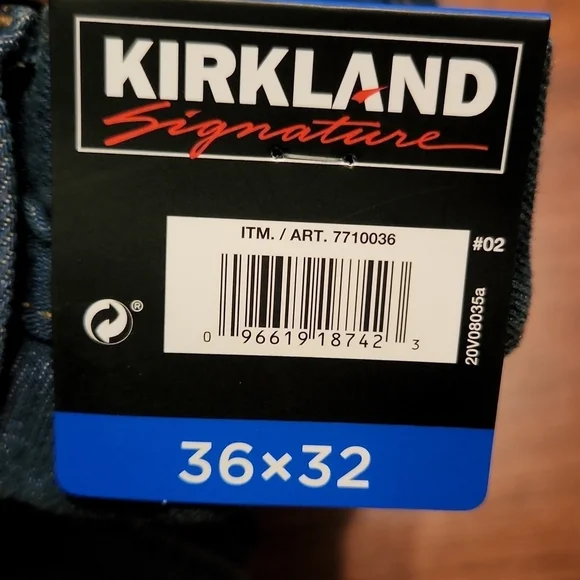 KIRKLAND
Signature
ITM. / ART. 7710036
#02
0 96619 18742 3
20V08035a
®
36×32